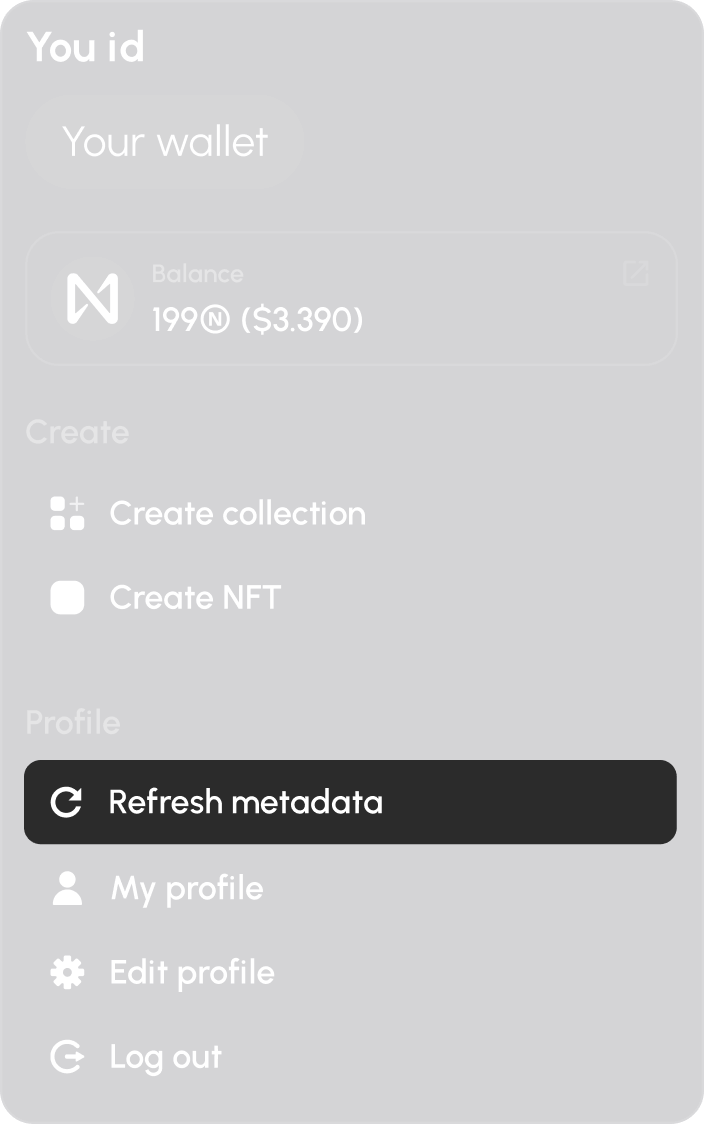 You id
Your wallet
Balance
199Ⓝ ($3.390)
Create
Create collection
Create NFT
Profile
Refresh metadata
My profile
Edit profile
Log out